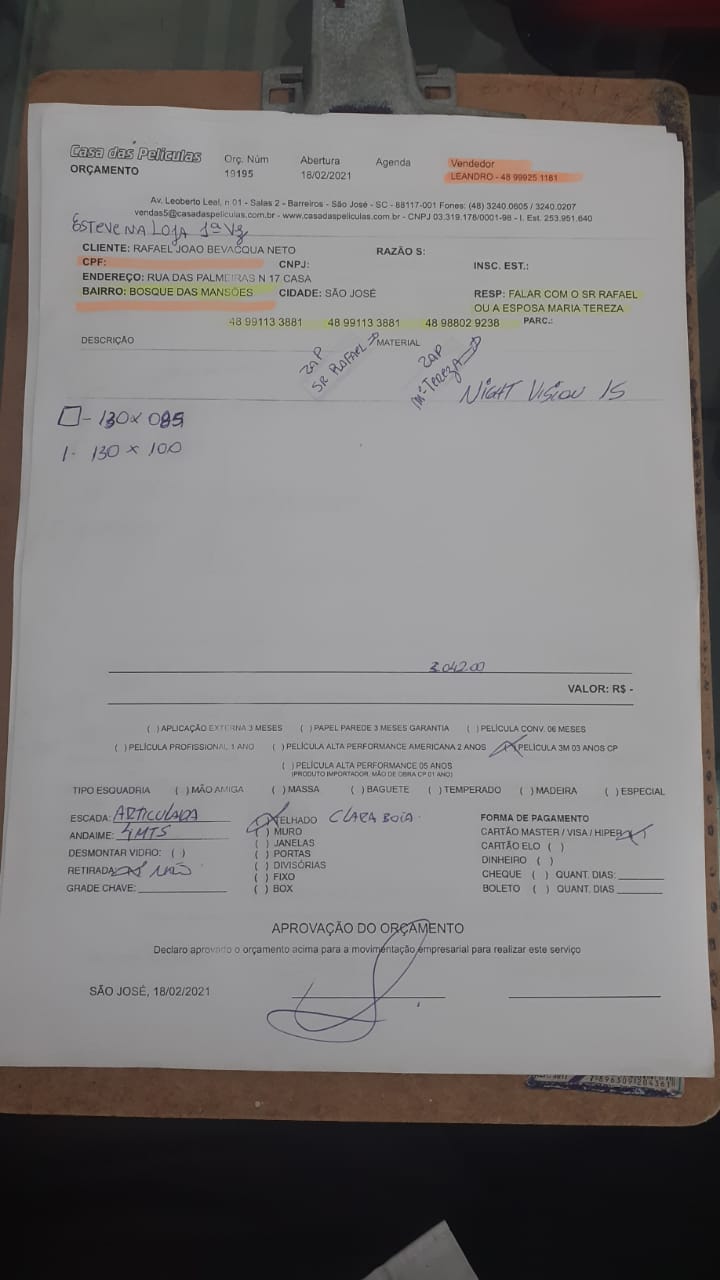 Casa das Peliculas
Orç. Núm Abertura Agenda Vendedor
ORÇAMENTO 19195 18/02/2021 LEANDRO - 48 99925 1181
Av. Leoberto Leal, n 01 - Salas 2 - Barreiros - São José - SC - 88117-001 Fones: (48) 3240.0605 / 3240.0207
vendas5@casadaspeliculas.com.br - www.casadaspeliculas.com.br - CNPJ 03.319.178/0001-98 - I. Est. 253.951.640
ESTEVE NA LOJA 1ª VZ
CLIENTE: RAFAEL JOAO BEVACQUA NETO RAZÃO S:
CPF: CNPJ: INSC. EST.:
ENDEREÇO: RUA DAS PALMEIRAS N 17 CASA
BAIRRO: BOSQUE DAS MANSÕES CIDADE: SÃO JOSÉ RESP: FALAR COM O SR RAFAEL
OU A ESPOSA MARIA TEREZA
48 99113 3881 48 99113 3881 48 98802 9238 PARC.:
DESCRIÇÃO MATERIAL
ZAP
SR RAFAEL
ZAP
Mª TEREZA
NIGHT VISION 15
- 130 x 085
1 - 130 x 100
3.042.00
VALOR: R$ -
( ) APLICAÇÃO EXTERNA 3 MESES ( ) PAPEL PAREDE 3 MESES GARANTIA ( ) PELÍCULA CONV. 06 MESES
( ) PELÍCULA PROFISSIONAL 1 ANO ( ) PELÍCULA ALTA PERFORMANCE AMERICANA 2 ANOS (X) PELÍCULA 3M 03 ANOS CP
( ) PELÍCULA ALTA PERFORMANCE 05 ANOS
(PRODUTO IMPORTADOR, MÃO DE OBRA CP 01 ANO)
TIPO ESQUADRIA ( ) MÃO AMIGA ( ) MASSA ( ) BAGUETE ( ) TEMPERADO ( ) MADEIRA ( ) ESPECIAL
ESCADA: ARTICULADA (X) TELHADO CLARA BOIA FORMA DE PAGAMENTO
ANDAIME: 4 MTS ( ) MURO CARTÃO MASTER / VISA / HIPER (X)
( ) JANELAS CARTÃO ELO ( )
DESMONTAR VIDRO: ( ) ( ) PORTAS DINHEIRO ( )
RETIRADA: NÃO ( ) DIVISÓRIAS CHEQUE ( ) QUANT. DIAS:
GRADE CHAVE: ( ) FIXO BOLETO ( ) QUANT. DIAS
( ) BOX
APROVAÇÃO DO ORÇAMENTO
Declaro aprovado o orçamento acima para a movimentação empresarial para realizar este serviço
SÃO JOSÉ, 18/02/2021
7896309204361